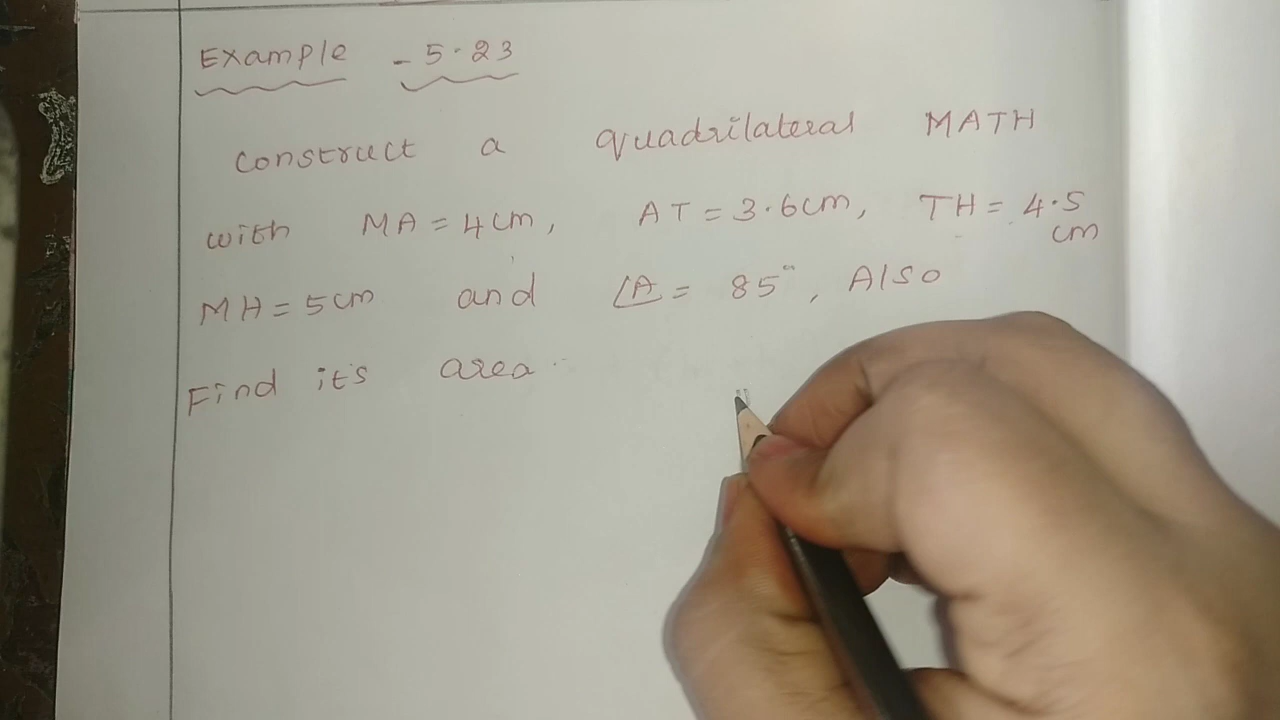 Example - 5.23
Construct a quadrilateral MATH
with MA = 4cm, AT = 3.6cm, TH = 4.5
cm
MH = 5cm and ∠A = 85°, Also
Find it's area.